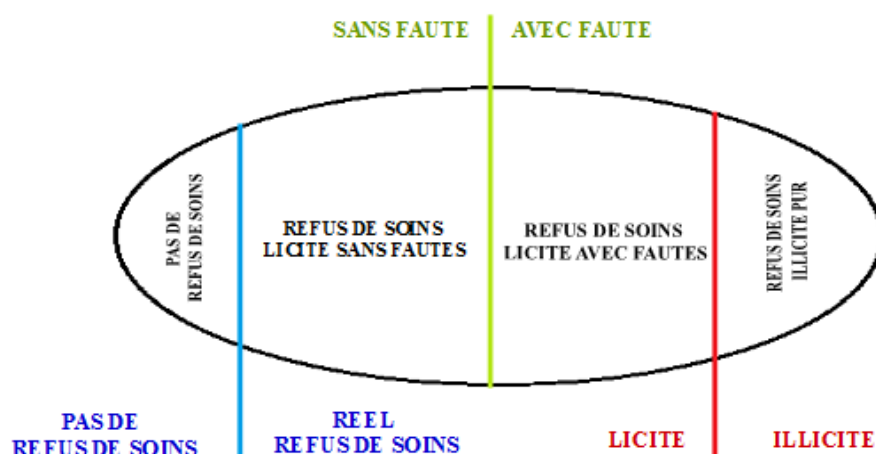 SANS FAUTE
AVEC FAUTE
PAS DE
REFUS DE SOINS
REFUS DE SOINS
LICITE SANS FAUTES
REFUS DE SOINS
LICITE AVEC FAUTES
REFUS DE SOINS
ILLICITE PUR
PAS DE
REFUS DE SOINS
REEL
REFUS DE SOINS
LICITE
ILLICITE